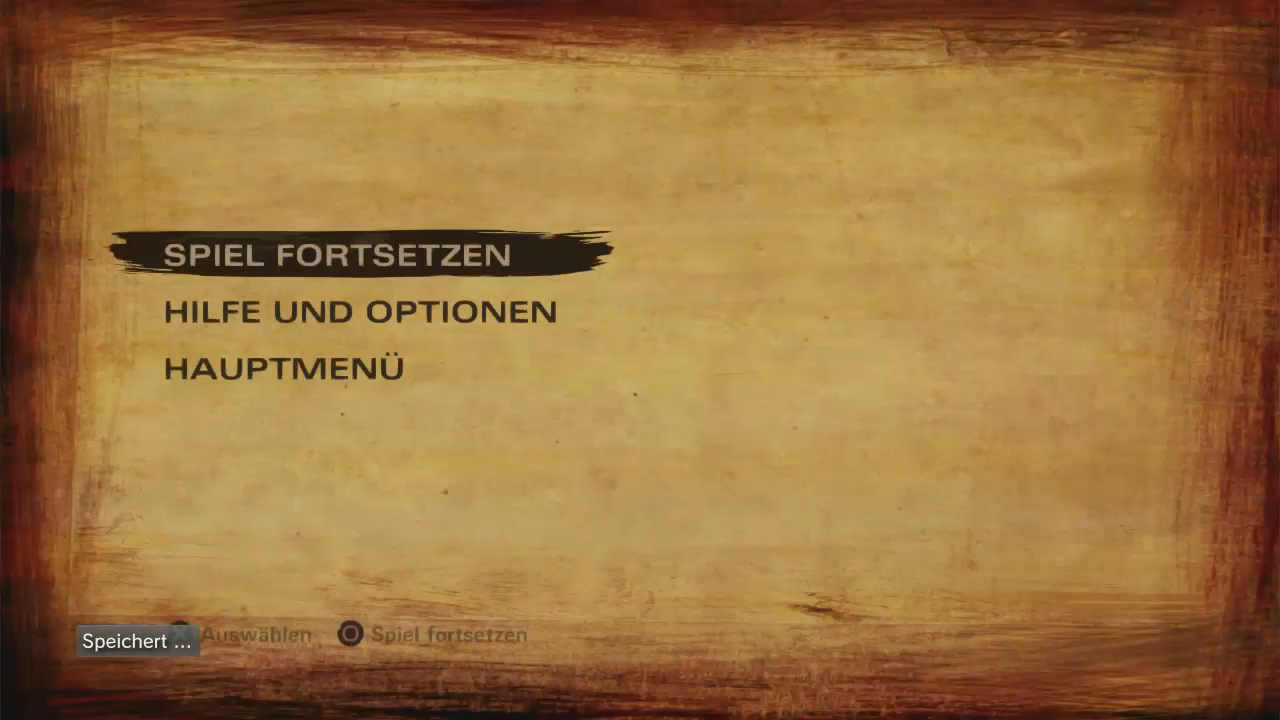 SPIEL FORTSETZEN
HILFE UND OPTIONEN
HAUPTMENÜ
Speichert ... Auswählen Spiel fortsetzen